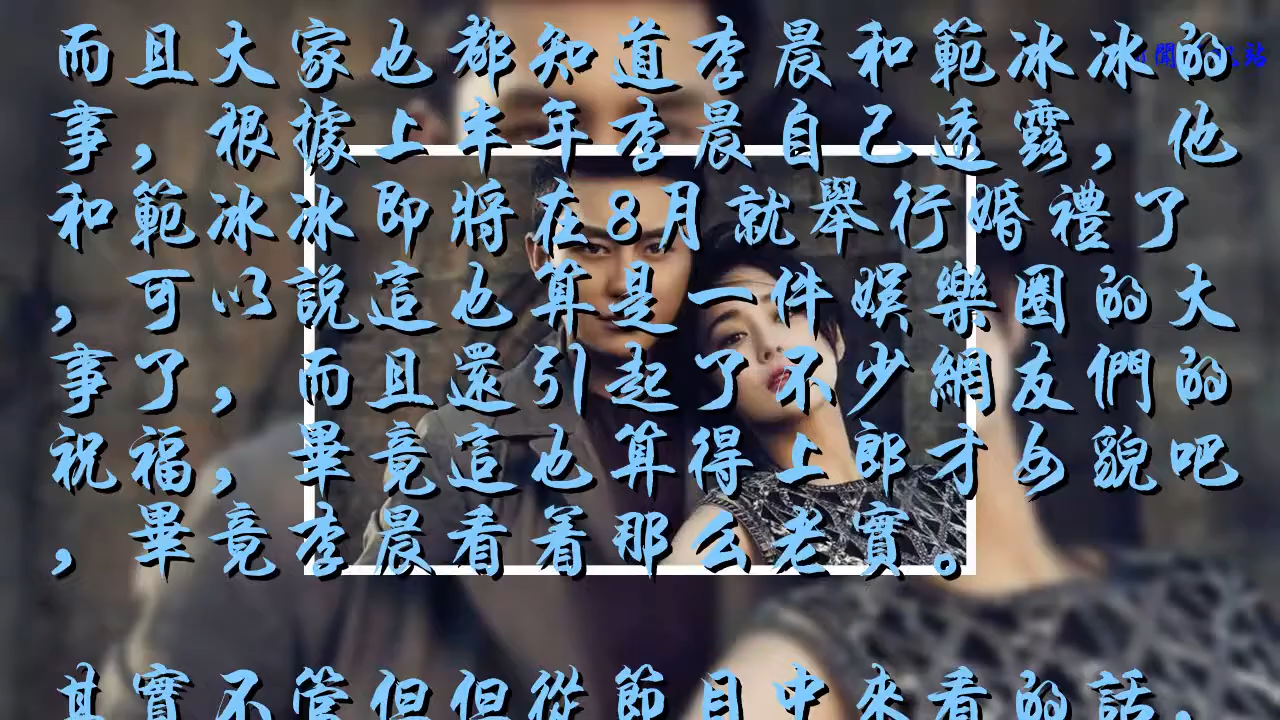 而且大家也都知道李晨和範冰冰的
事，根據上半年李晨自己透露，他
和範冰冰即將在8月就舉行婚禮了
，可以説這也算是一件娛樂圈的大
事了，而且還引起了不少網友們的
祝福，畢竟這也算得上郎才女貌吧
，畢竟李晨看着那么老實。
其實不管但但從節目中來看的話，